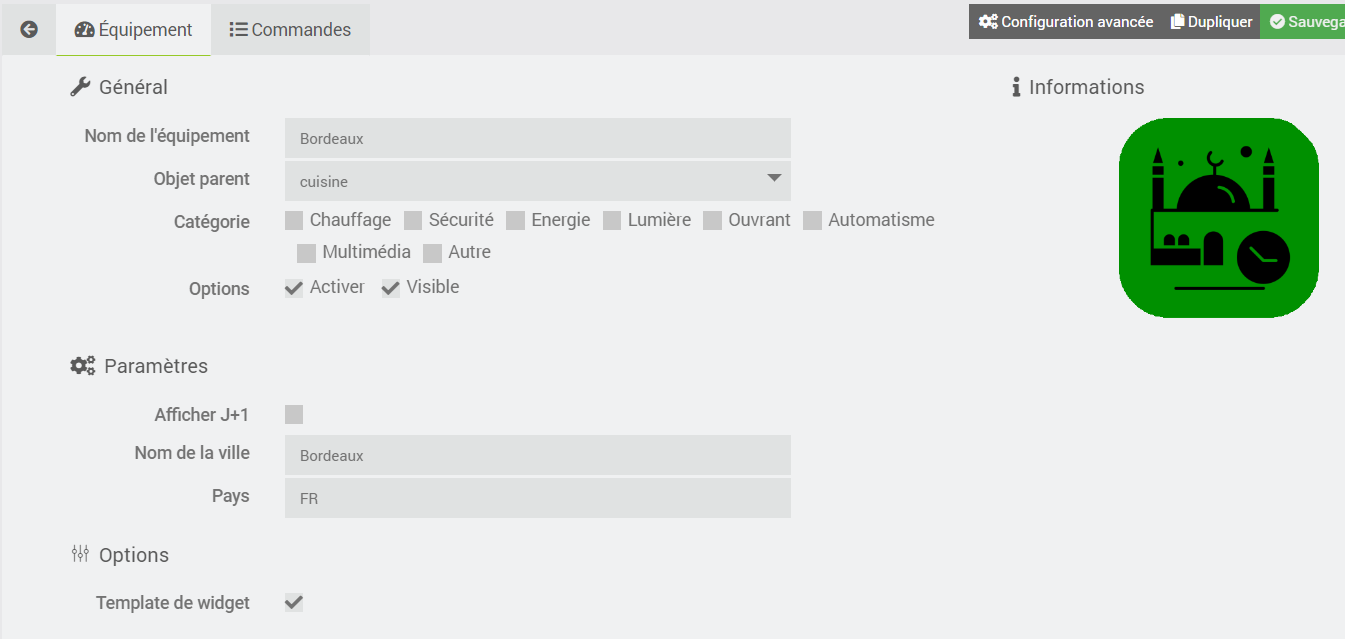 Équipement
Commandes
Configuration avancée
Dupliquer
Sauvega
Général
Informations
Nom de l'équipement
Bordeaux
Objet parent
cuisine
Catégorie
Chauffage Sécurité Energie Lumière Ouvrant Automatisme
Multimédia Autre
Options
Activer Visible
Paramètres
Afficher J+1
Nom de la ville
Bordeaux
Pays
FR
Options
Template de widget